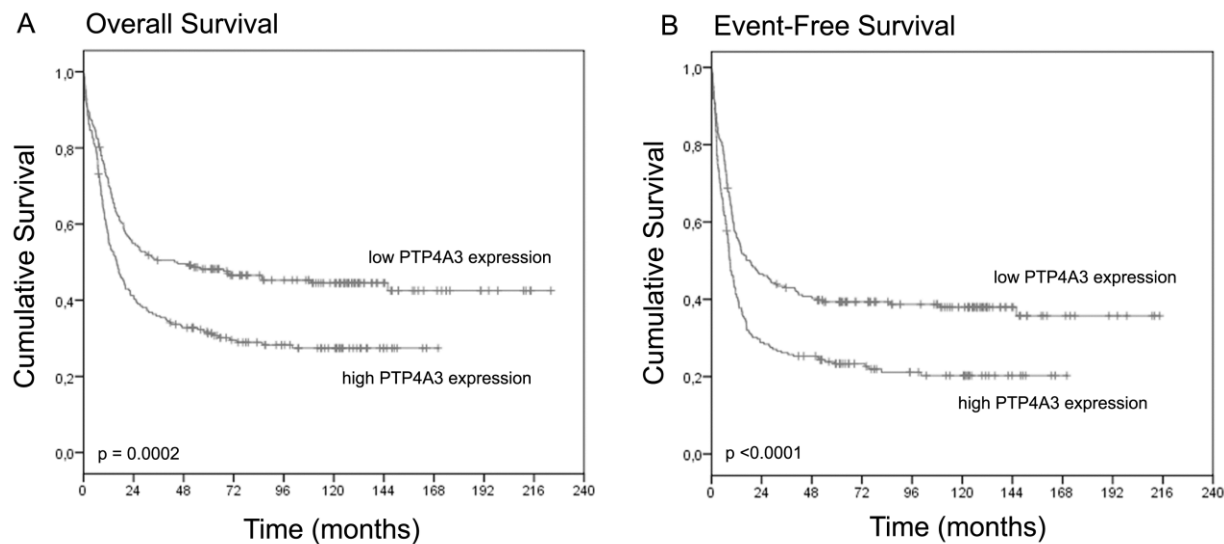 A Overall Survival
1,0
0,8
0,6
0,4
0,2
0,0
Cumulative Survival
low PTP4A3 expression
high PTP4A3 expression
p = 0.0002
0 24 48 72 96 120 144 168 192 216 240
Time (months)
B Event-Free Survival
1,0
0,8
0,6
0,4
0,2
0,0
Cumulative Survival
low PTP4A3 expression
high PTP4A3 expression
p <0.0001
0 24 48 72 96 120 144 168 192 216 240
Time (months)